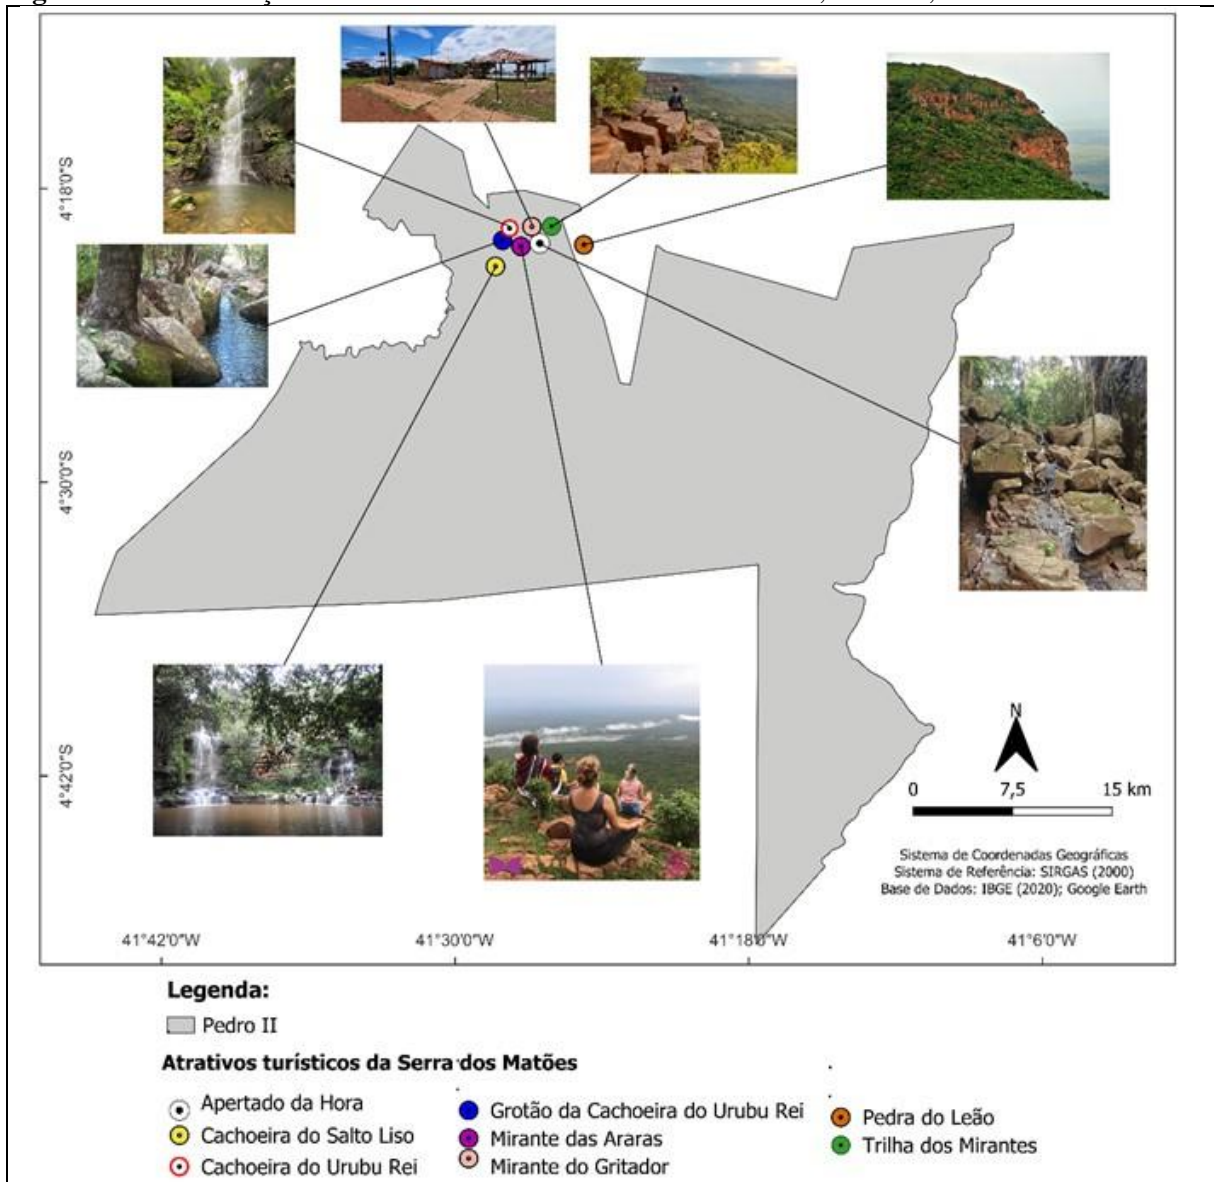 4°18'0"S
4°30'0"S
4°42'0"S
N
0 7,5 15 km
Sistema de Coordenadas Geográficas
Sistema de Referência: SIRGAS (2000)
Base de Dados: IBGE (2020); Google Earth
41°42'0"W 41°30'0"W 41°18'0"W 41°6'0"W
Legenda:
Pedro II
Atrativos turísticos da Serra dos Matões
Apertado da Hora
Cachoeira do Salto Liso
Cachoeira do Urubu Rei
Grotão da Cachoeira do Urubu Rei
Mirante das Araras
Mirante do Gritador
Pedra do Leão
Trilha dos Mirantes